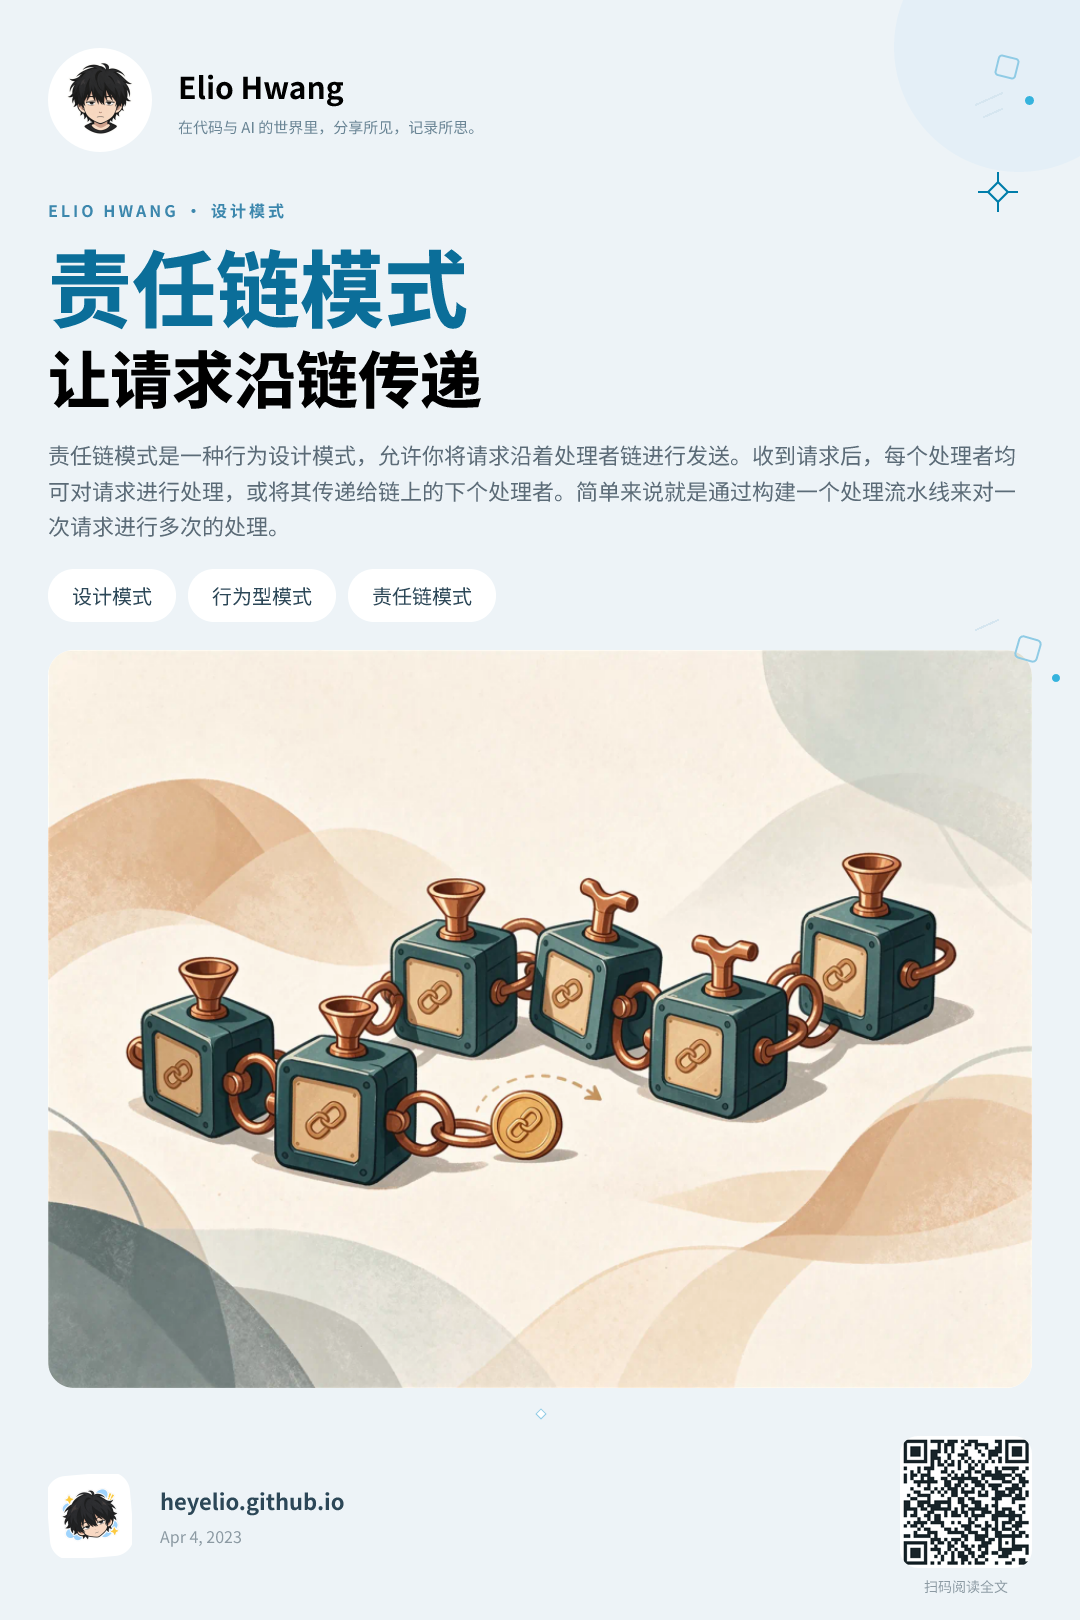 Elio Hwang
在代码与 AI 的世界里，分享所见，记录所思。
ELIO HWANG • 设计模式
责任链模式
让请求沿链传递
责任链模式是一种行为设计模式，允许你将请求沿着处理者链进行发送。收到请求后，每个处理者均
可对请求进行处理，或将其传递给链上的下个处理者。简单来说就是通过构建一个处理流水线来对一
次请求进行多次的处理。
设计模式 行为型模式 责任链模式
heyelio.github.io
Apr 4, 2023
扫码阅读全文